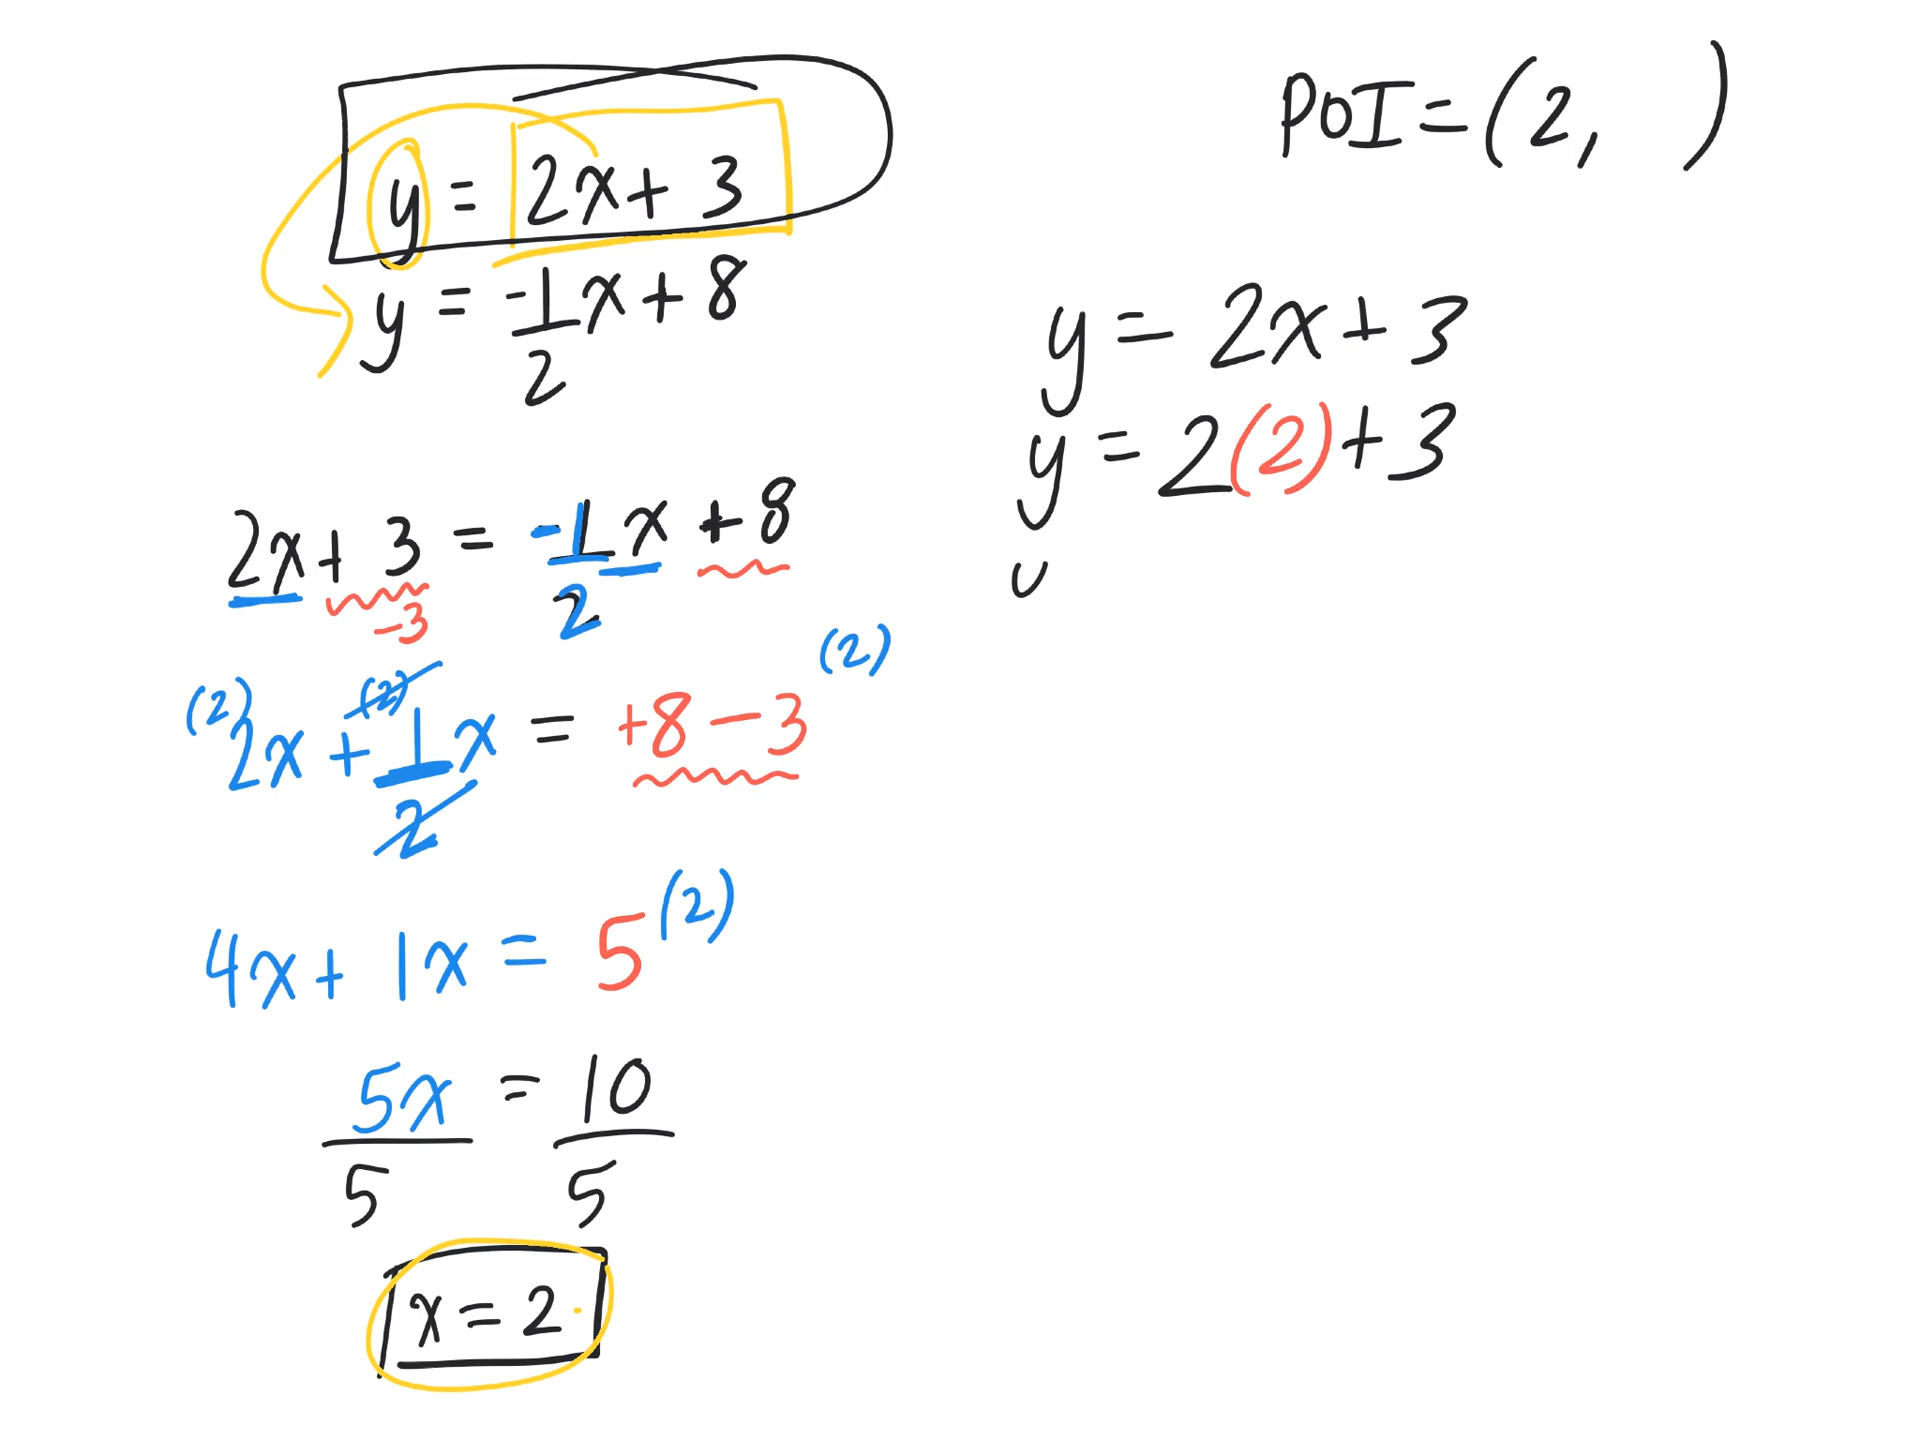 y = 2x + 3
y = -1/2 x + 8
2x + 3 = -1/2 x + 8
-3
(2) (2) (2)
2x + 1/2 x = +8 - 3
4x + 1x = 5 (2)
5x/5 = 10/5
x = 2
POI = (2, )
y = 2x + 3
y = 2(2) + 3